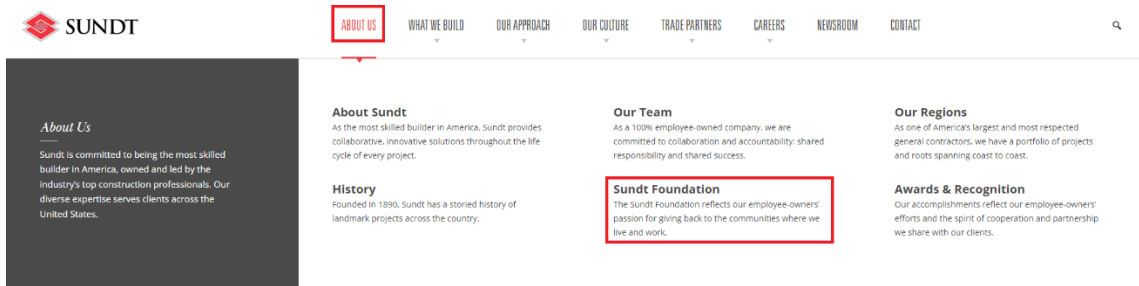 SUNDT
ABOUT US
WHAT WE BUILD
OUR APPROACH
OUR CULTURE
TRADE PARTNERS
CAREERS
NEWSROOM
CONTACT
About Us
Sundt is committed to being the most skilled
builder in America, owned and led by the
industry's top construction professionals. Our
diverse expertise serves clients across the
United States.
About Sundt
As the most skilled builder in America, Sundt provides
collaborative, innovative solutions throughout the life
cycle of every project.
Our Team
As a 100% employee-owned company, we are
committed to collaboration and accountability: shared
responsibility and shared success.
Our Regions
As one of America's largest and most respected
general contractors, we have a portfolio of projects
and roots spanning coast to coast.
History
Founded in 1890, Sundt has a storied history of
landmark projects across the country.
Sundt Foundation
The Sundt Foundation reflects our employee-owners'
passion for giving back to the communities where we
live and work.
Awards & Recognition
Our accomplishments reflect our employee-owners'
efforts and the spirit of cooperation and partnership
we share with our clients.